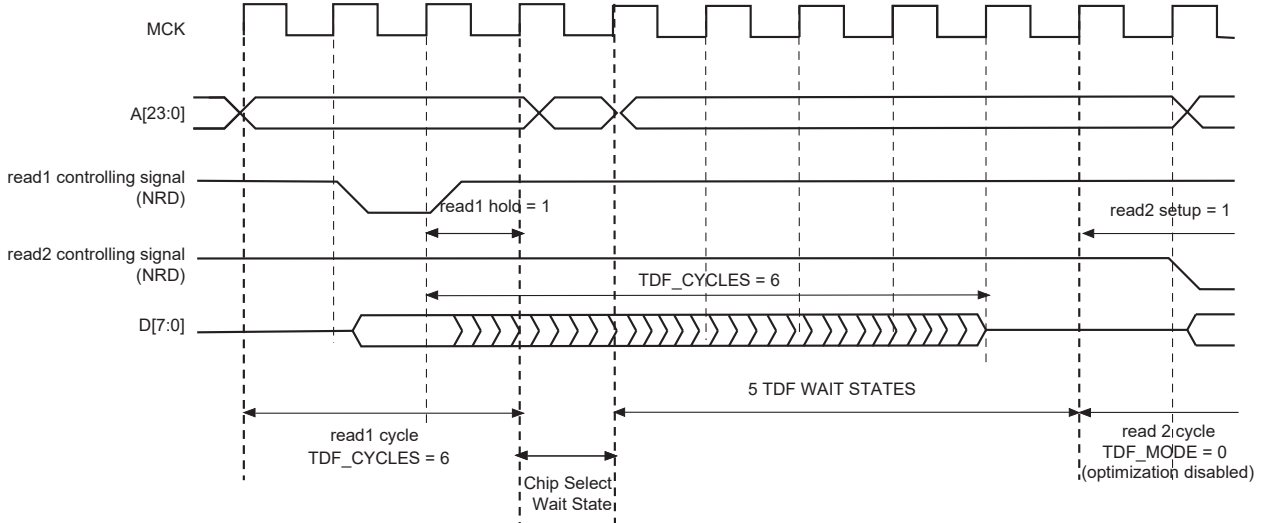 MCK
A[23:0]
read1 controlling signal
(NRD)
read1 hold = 1
read2 setup = 1
read2 controlling signal
(NRD)
TDF_CYCLES = 6
D[7:0]
5 TDF WAIT STATES
read1 cycle
TDF_CYCLES = 6
read 2 cycle
TDF_MODE = 0
(optimization disabled)
Chip Select
Wait State